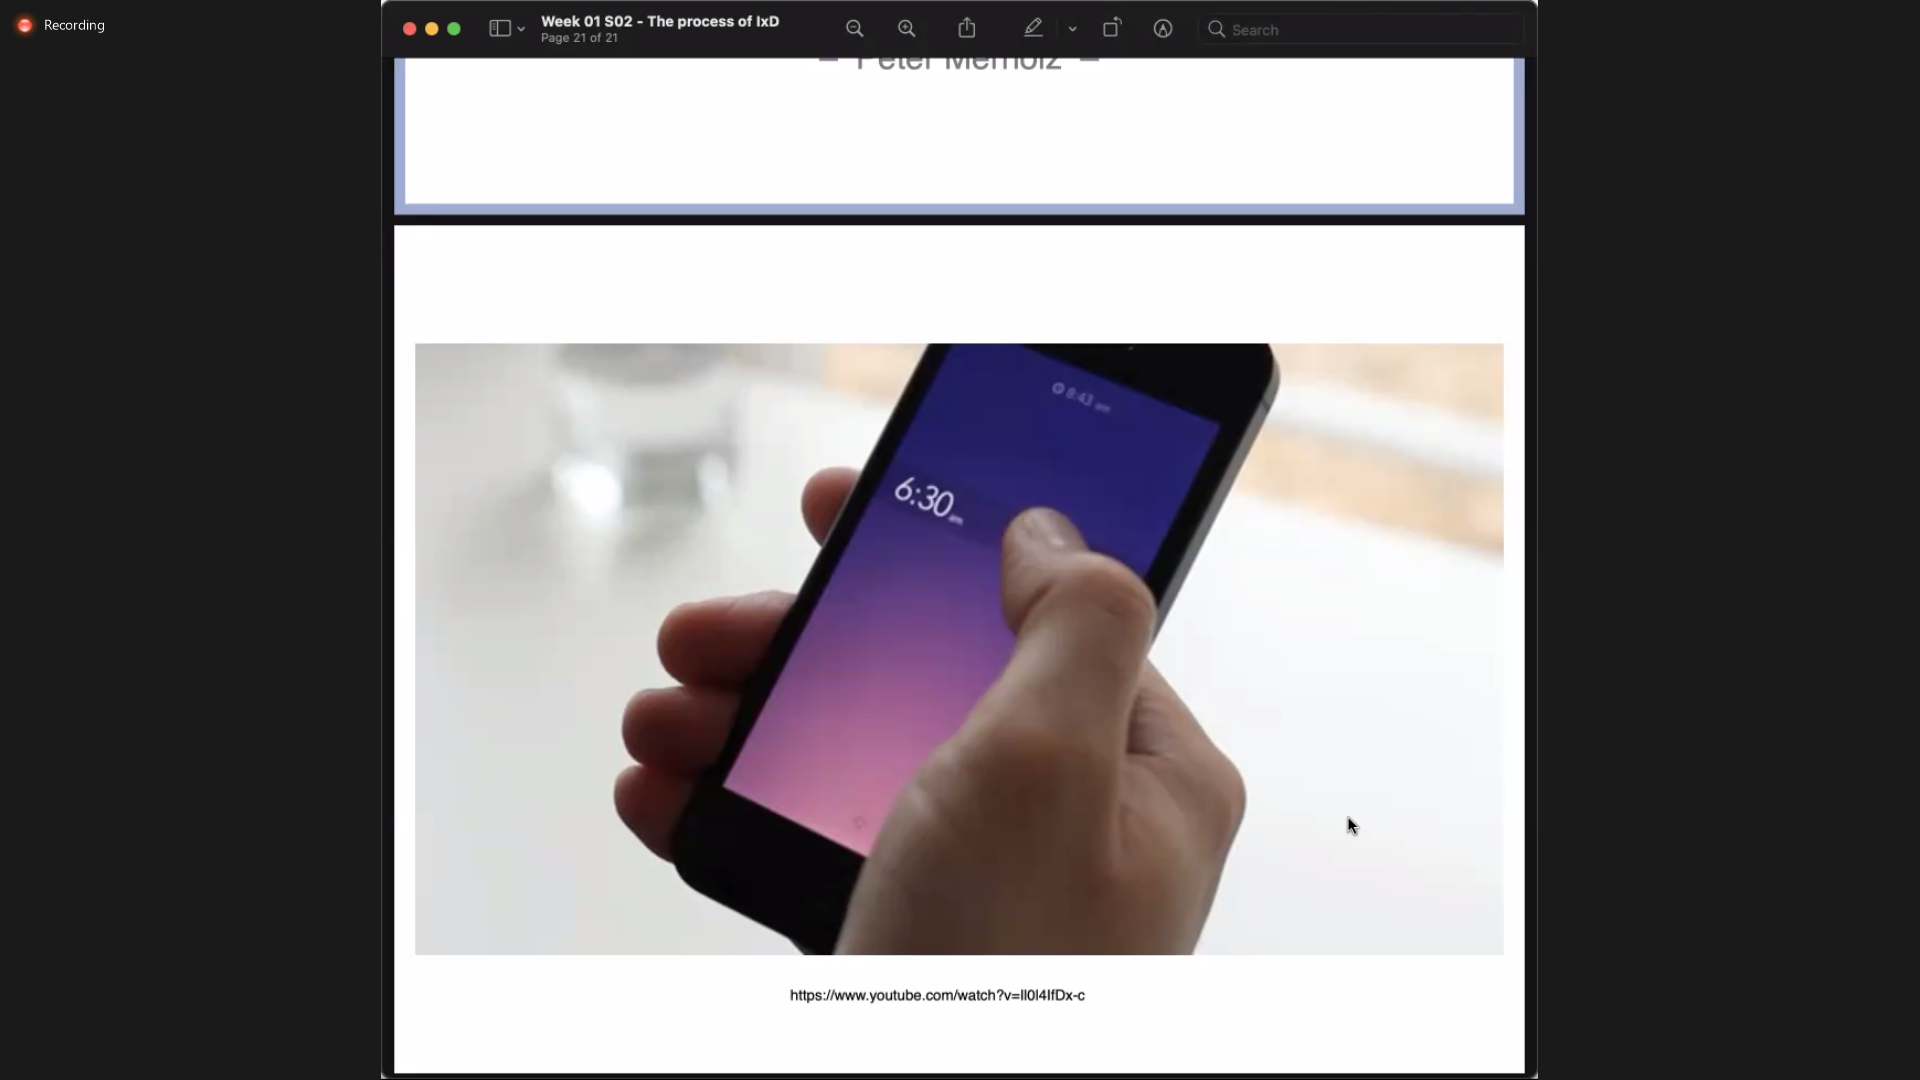 Recording
Week 01 S02 - The process of IxD
Page 21 of 21
Search
– Peter Merholz –
8:43 am
6:30 am
https://www.youtube.com/watch?v=